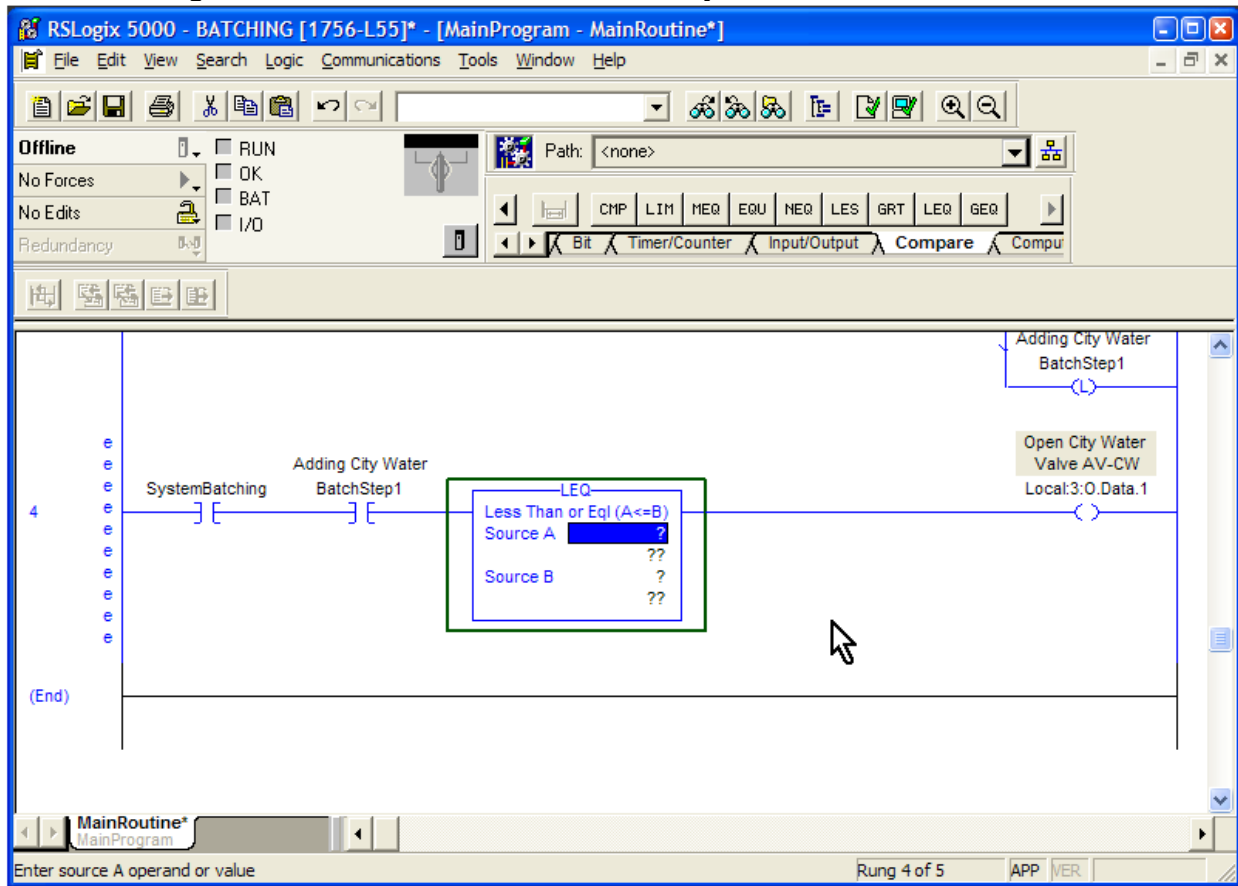 RSLogix 5000 - BATCHING [1756-L55]* - [MainProgram - MainRoutine*]
File Edit View Search Logic Communications Tools Window Help
Offline
RUN
Path: <none>
No Forces
OK
No Edits
BAT
CMP LIM MEQ EQU NEQ LES GRT LEQ GEQ
I/O
Redundancy
Bit Timer/Counter Input/Output Compare Comput
Adding City Water
BatchStep1
(L)
e
Open City Water
e
Adding City Water
Valve AV-CW
e
SystemBatching
BatchStep1
LEQ
Local:3:O.Data.1
4
e
Less Than or Eql (A<=B)
e
Source A ?
e
??
e
Source B ?
e
??
e
e
(End)
MainRoutine*
MainProgram
Enter source A operand or value
Rung 4 of 5
APP
VER